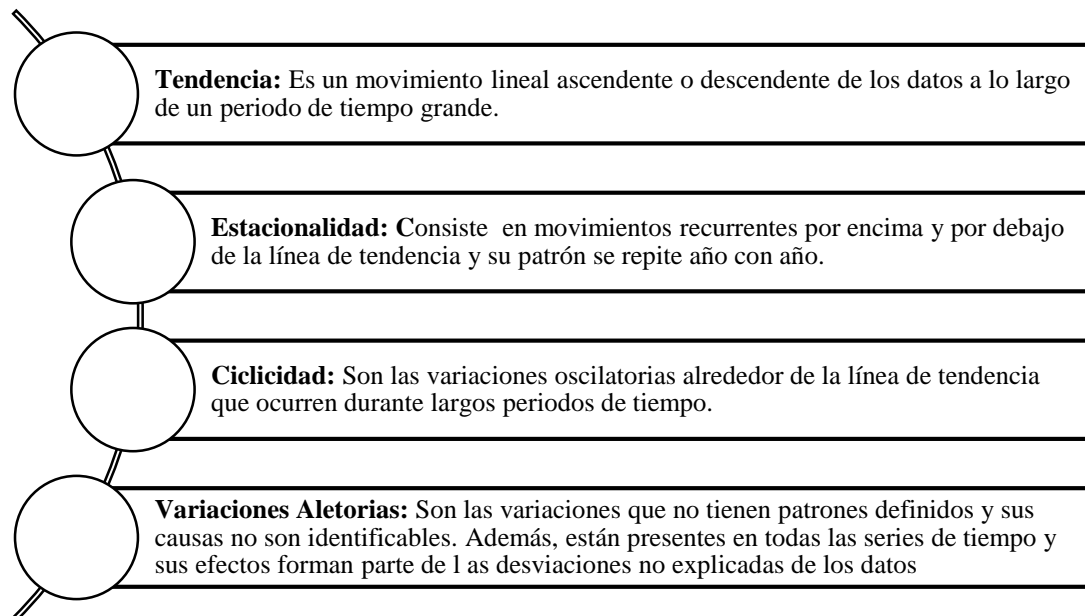 Tendencia: Es un movimiento lineal ascendente o descendente de los datos a lo largo
de un periodo de tiempo grande.
Estacionalidad: Consiste  en movimientos recurrentes por encima y por debajo
de la línea de tendencia y su patrón se repite año con año.
Ciclicidad: Son las variaciones oscilatorias alrededor de la línea de tendencia
que ocurren durante largos periodos de tiempo.
Variaciones Aletorias: Son las variaciones que no tienen patrones definidos y sus
causas no son identificables. Además, están presentes en todas las series de tiempo y
sus efectos forman parte de l as desviaciones no explicadas de los datos